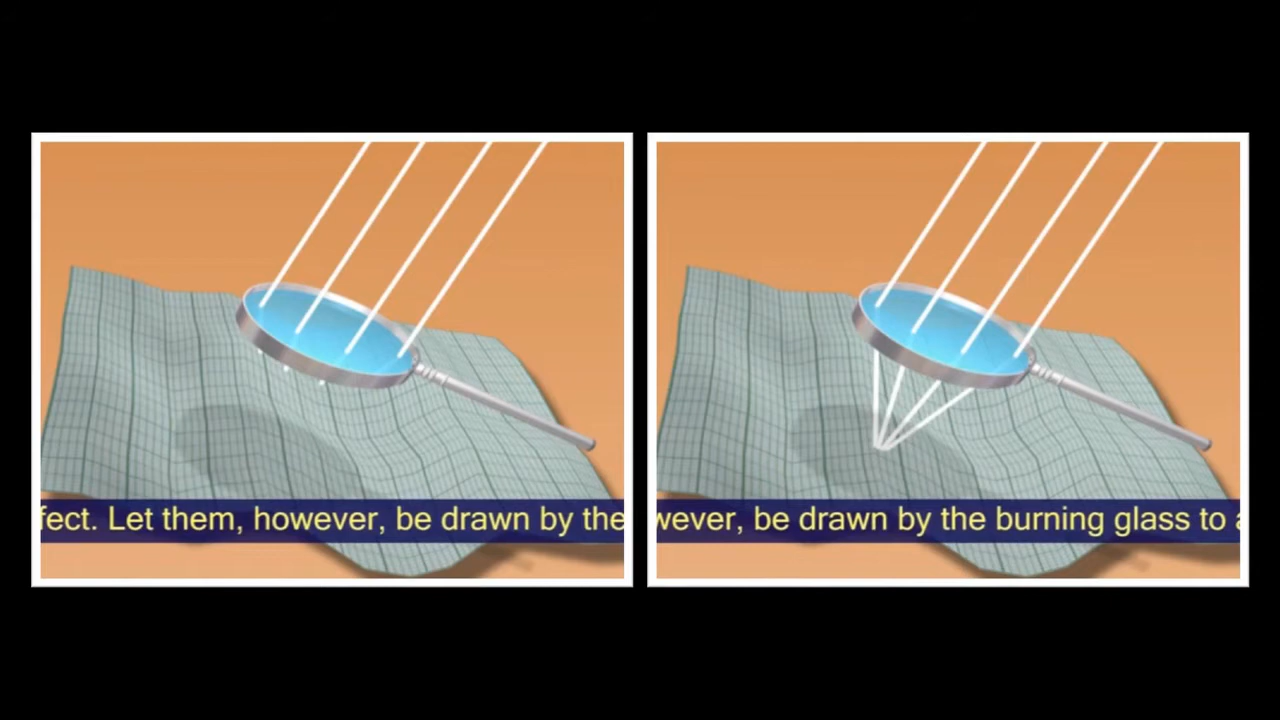 fect. Let them, however, be drawn by the
wever, be drawn by the burning glass to